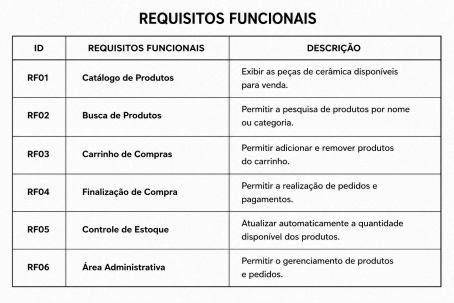 REQUISITOS FUNCIONAIS
ID REQUISITOS FUNCIONAIS DESCRIÇÃO
RF01 Catálogo de Produtos Exibir as peças de cerâmica disponíveis
para venda.
RF02 Busca de Produtos Permitir a pesquisa de produtos por nome
ou categoria.
RF03 Carrinho de Compras Permitir adicionar e remover produtos
do carrinho.
RF04 Finalização de Compra Permitir a realização de pedidos e
pagamentos.
RF05 Controle de Estoque Atualizar automaticamente a quantidade
disponível dos produtos.
RF06 Área Administrativa Permitir o gerenciamento de produtos
e pedidos.